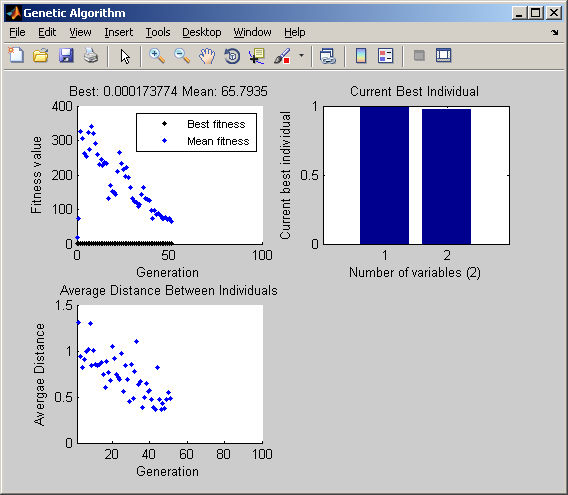 Genetic Algorithm
File Edit View Insert Tools Desktop Window Help
Best: 0.000173774 Mean: 65.7935
400
300
200
100
0
Fitness value
Best fitness
Mean fitness
0 50 100
Generation
Current Best Individual
1
0.5
0
Current best individual
1 2
Number of variables (2)
Average Distance Between Individuals
1.5
1
0.5
0
Avergae Distance
20 40 60 80 100
Generation